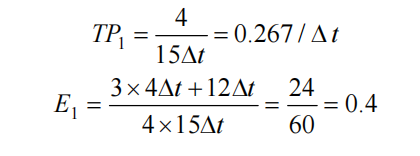 TP₁ = 4 / 15Δt = 0.267 / Δt
E₁ = 3 × 4Δt + 12Δt / 4 × 15Δt = 24 / 60 = 0.4